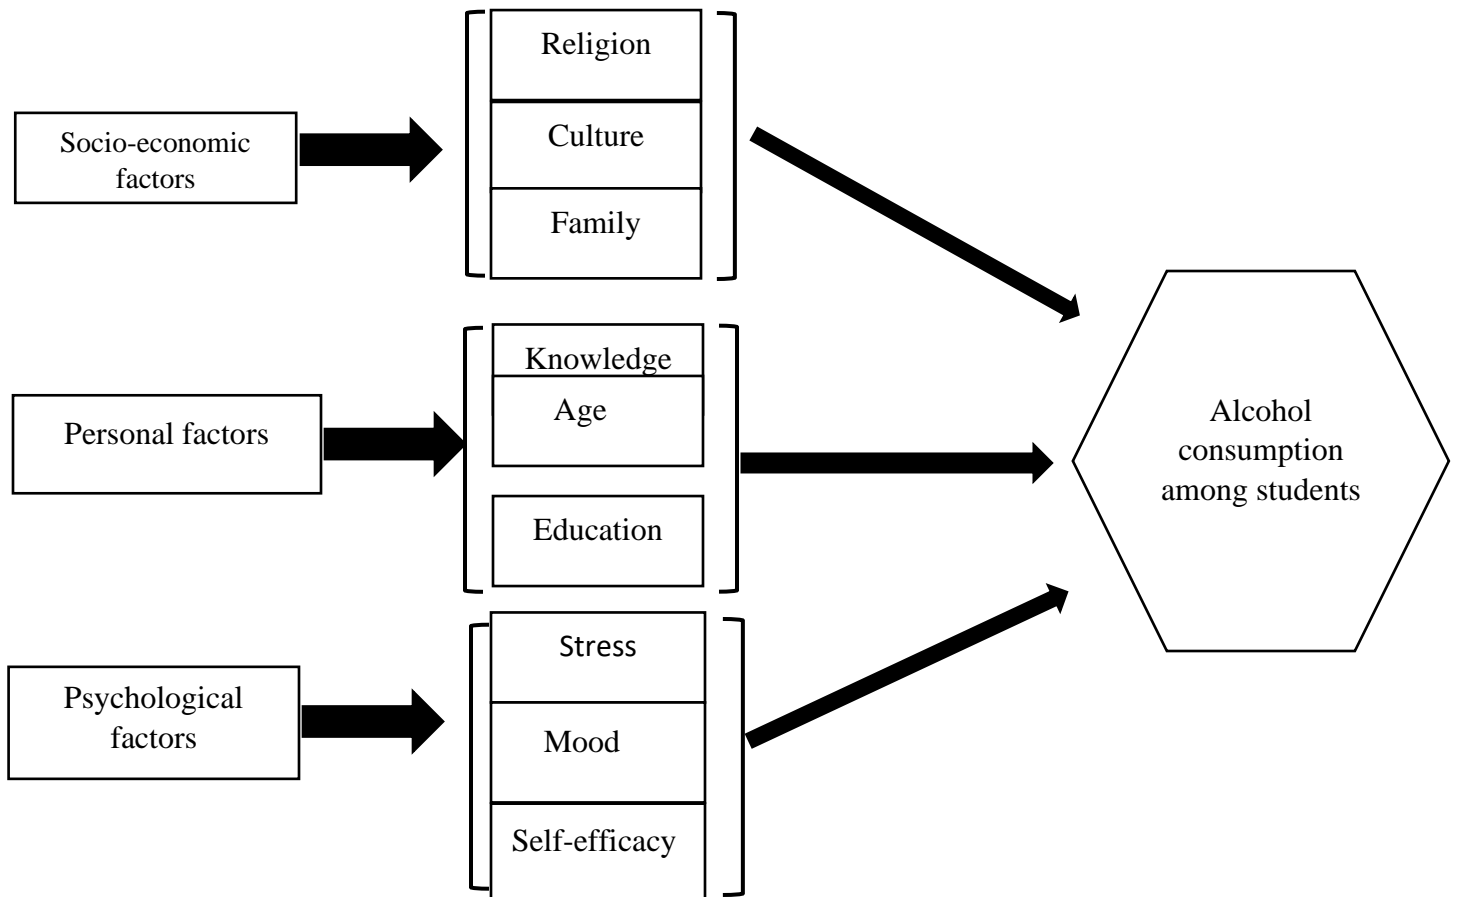 Socio-economic
factors
Religion
Culture
Family
Personal factors
Knowledge
Age
Education
Psychological
factors
Stress
Mood
Self-efficacy
Alcohol
consumption
among students